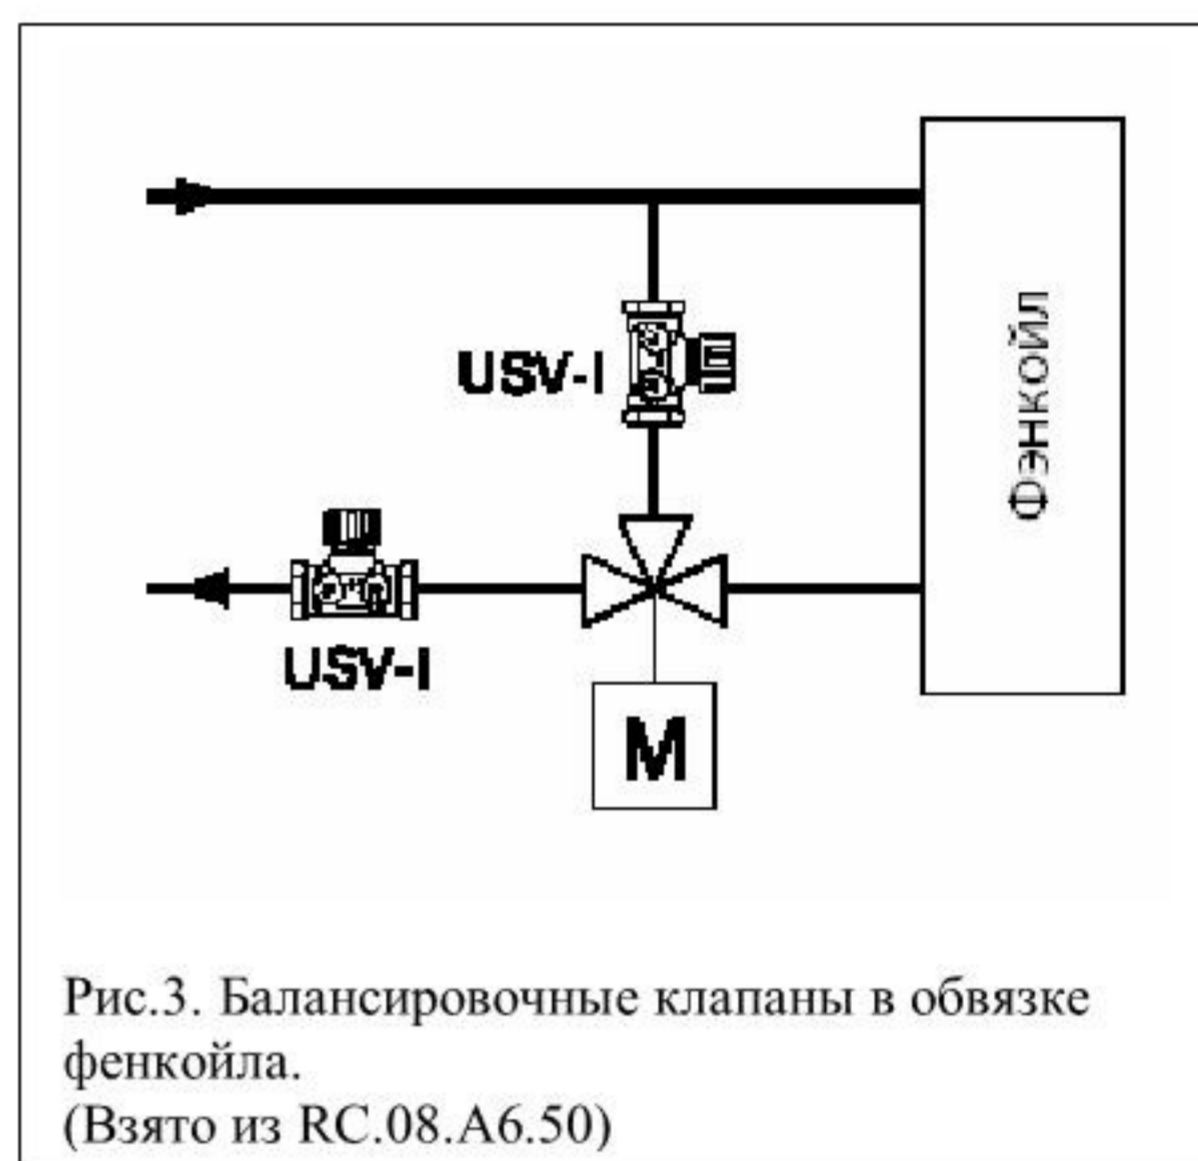 USV-I
Фэнкойл
USV-I
M
Рис.3. Балансировочные клапаны в обвязке
фенкойла.
(Взято из RC.08.A6.50)